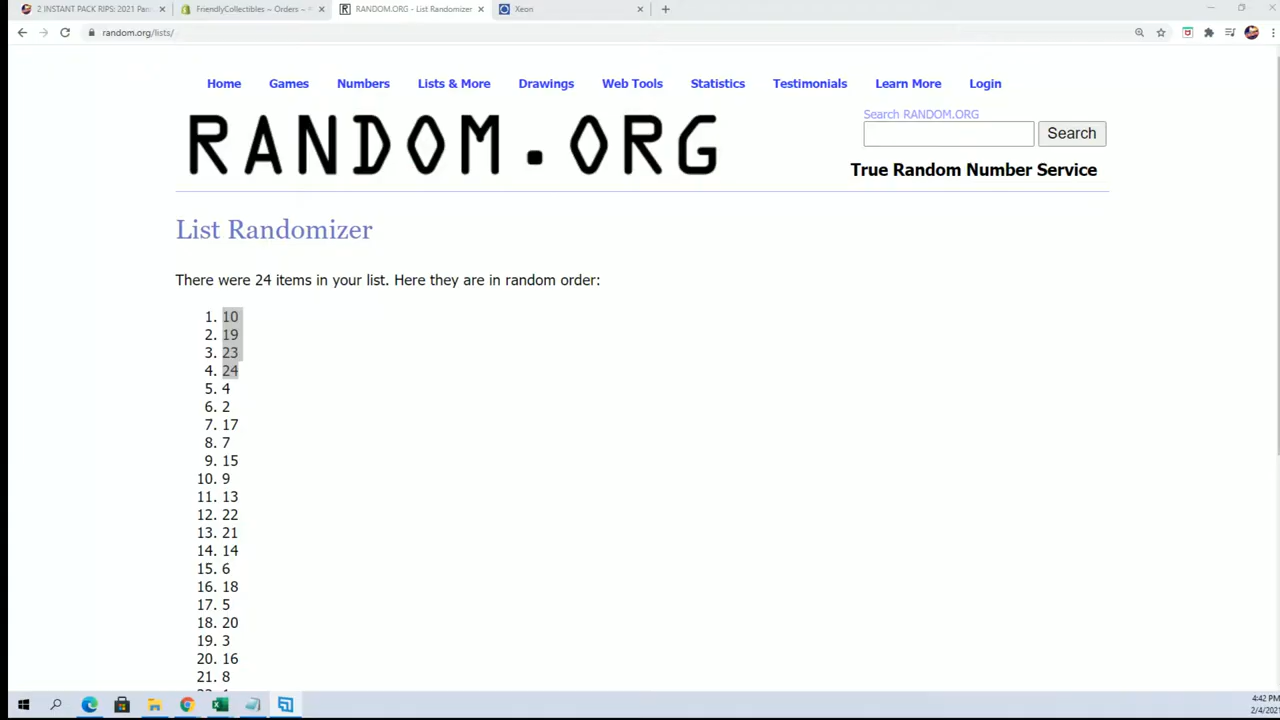 2 INSTANT PACK RIPS: 2021 Pan
FriendlyCollectibles ~ Orders ~
RANDOM.ORG - List Randomizer
Xeon
random.org/lists/
Home Games Numbers Lists & More Drawings Web Tools Statistics Testimonials Learn More Login
RANDOM.ORG
Search RANDOM.ORG
Search
True Random Number Service
List Randomizer
There were 24 items in your list. Here they are in random order:
1. 10
2. 19
3. 23
4. 24
5. 4
6. 2
7. 17
8. 7
9. 15
10. 9
11. 13
12. 22
13. 21
14. 14
15. 6
16. 18
17. 5
18. 20
19. 3
20. 16
21. 8
4:42 PM
2/4/202